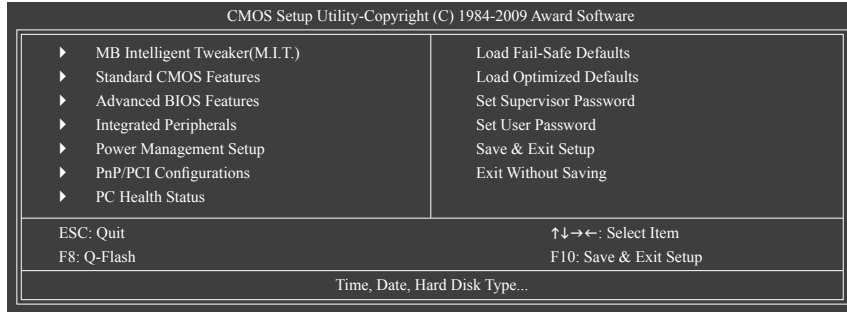 CMOS Setup Utility-Copyright (C) 1984-2009 Award Software
MB Intelligent Tweaker(M.I.T.)
Standard CMOS Features
Advanced BIOS Features
Integrated Peripherals
Power Management Setup
PnP/PCI Configurations
PC Health Status
Load Fail-Safe Defaults
Load Optimized Defaults
Set Supervisor Password
Set User Password
Save & Exit Setup
Exit Without Saving
ESC: Quit
F8: Q-Flash
↑↓→←: Select Item
F10: Save & Exit Setup
Time, Date, Hard Disk Type...